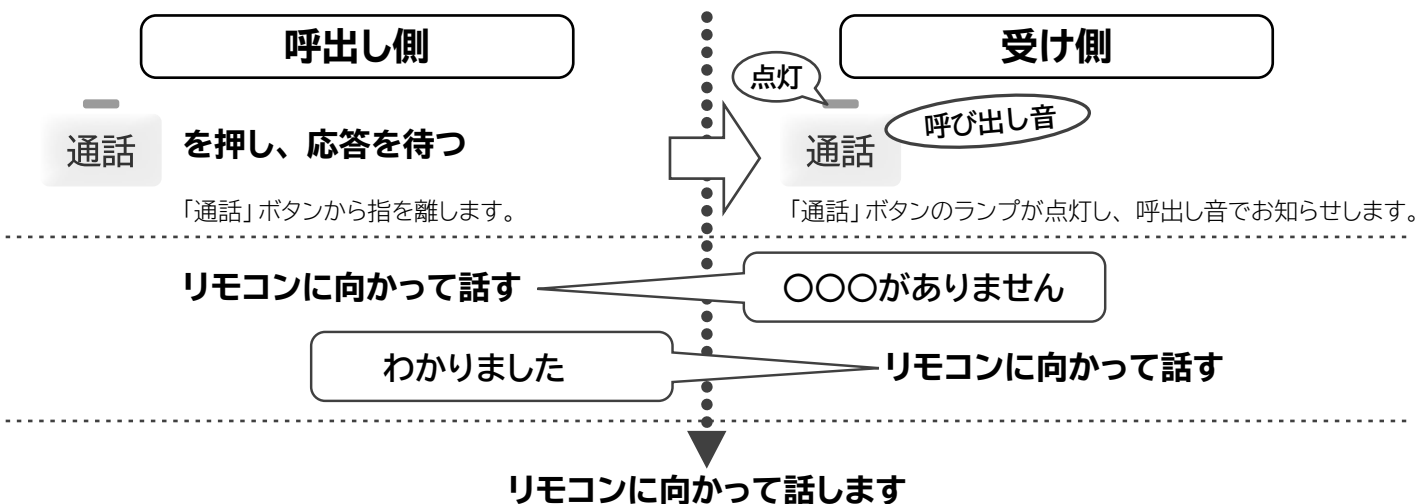 呼出し側
受け側
点灯
通話
を押し、応答を待つ
通話
呼び出し音
「通話」ボタンから指を離します。
「通話」ボタンのランプが点灯し、呼出し音でお知らせします。
リモコンに向かって話す
〇〇〇がありません
わかりました
リモコンに向かって話す
リモコンに向かって話します